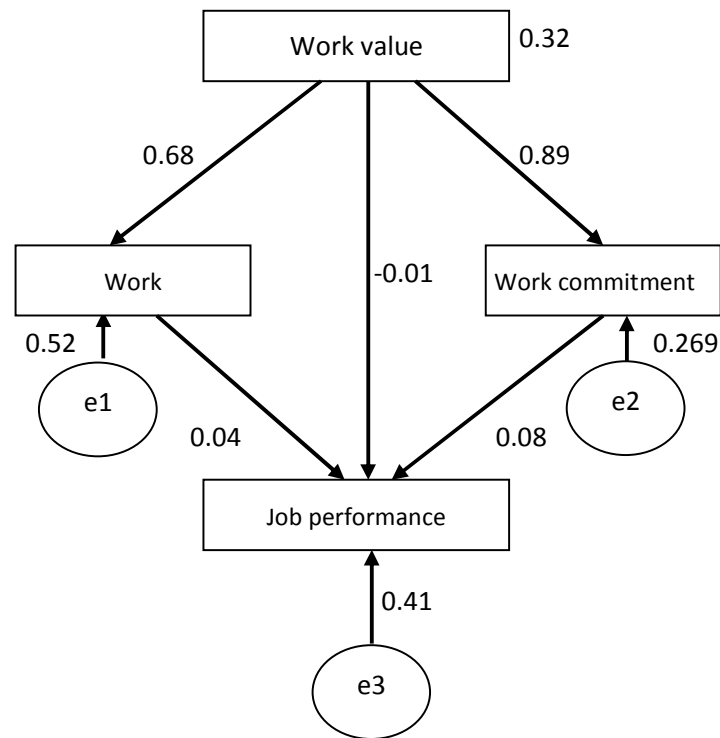 Work value
0.32
0.68
0.89
Work
-0.01
Work commitment
0.52
0.269
e1
e2
0.04
0.08
Job performance
0.41
e3